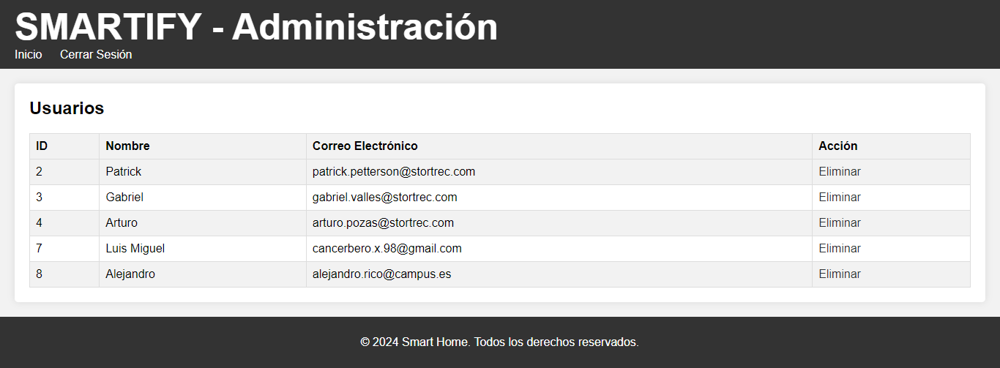 SMARTIFY - Administración
Inicio Cerrar Sesión
Usuarios
ID Nombre Correo Electrónico Acción
2 Patrick patrick.petterson@stortrec.com Eliminar
3 Gabriel gabriel.valles@stortrec.com Eliminar
4 Arturo arturo.pozas@stortrec.com Eliminar
7 Luis Miguel cancerbero.x.98@gmail.com Eliminar
8 Alejandro alejandro.rico@campus.es Eliminar
© 2024 Smart Home. Todos los derechos reservados.